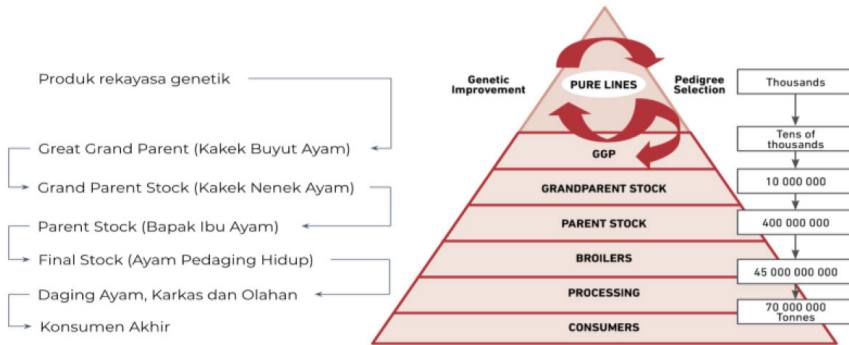 Produk rekayasa genetik
Great Grand Parent (Kakek Buyut Ayam)
Grand Parent Stock (Kakek Nenek Ayam)
Parent Stock (Bapak Ibu Ayam)
Final Stock (Ayam Pedaging Hidup)
Daging Ayam, Karkas dan Olahan
Konsumen Akhir
Genetic
Improvement
PURE LINES
Pedigree
Selection
GGP
GRANDPARENT STOCK
PARENT STOCK
BROILERS
PROCESSING
CONSUMERS
Thousands
Tens of
thousands
10 000 000
400 000 000
45 000 000 000
70 000 000
Tonnes